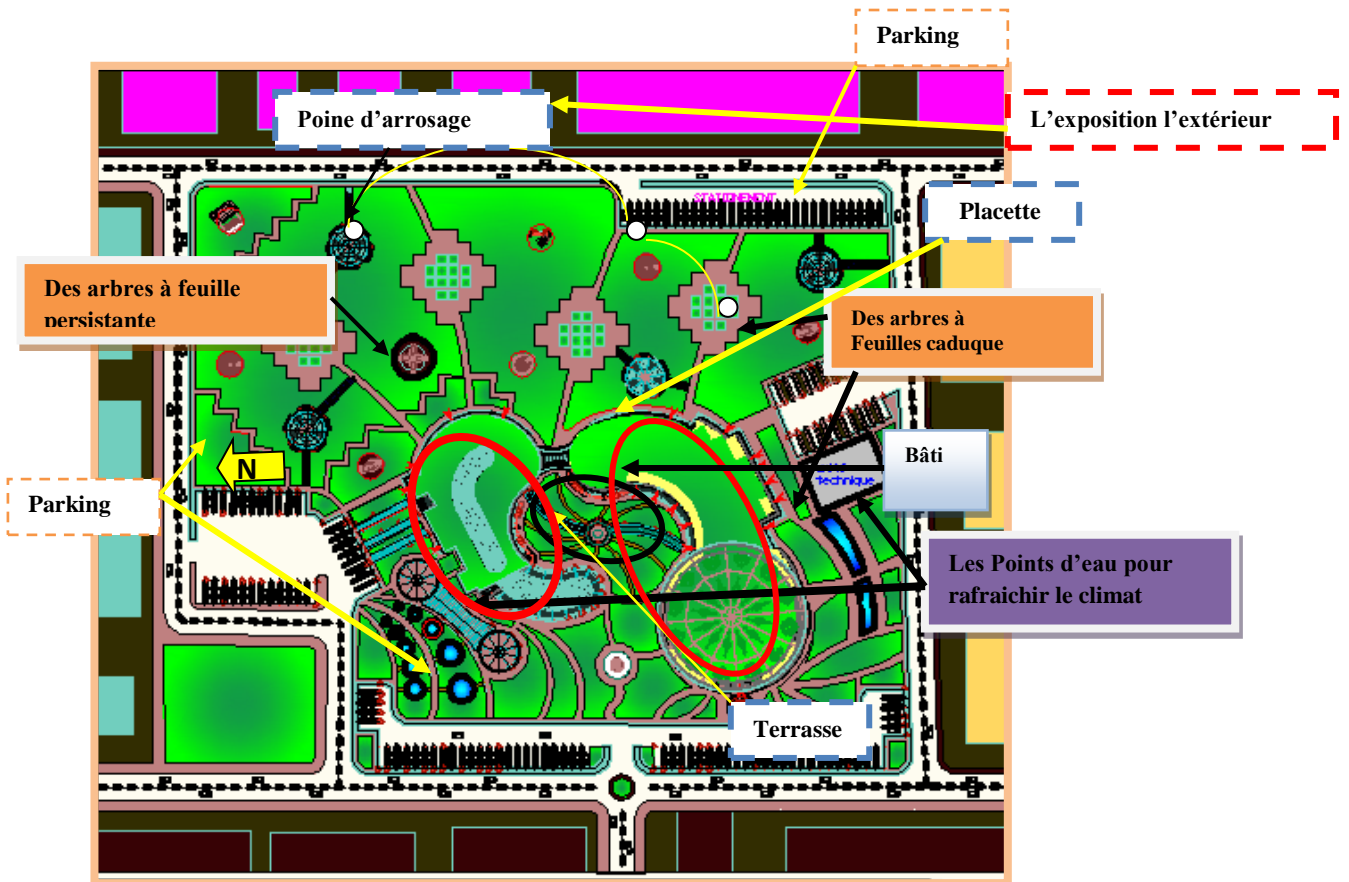 Parking
Poine d'arrosage
L'exposition l'extérieur
STATIONEMENT
Placette
Des arbres à feuille
persistante
Des arbres à
Feuilles caduque
N
Bâti
technique
Parking
Les Points d'eau pour
rafraichir le climat
Terrasse